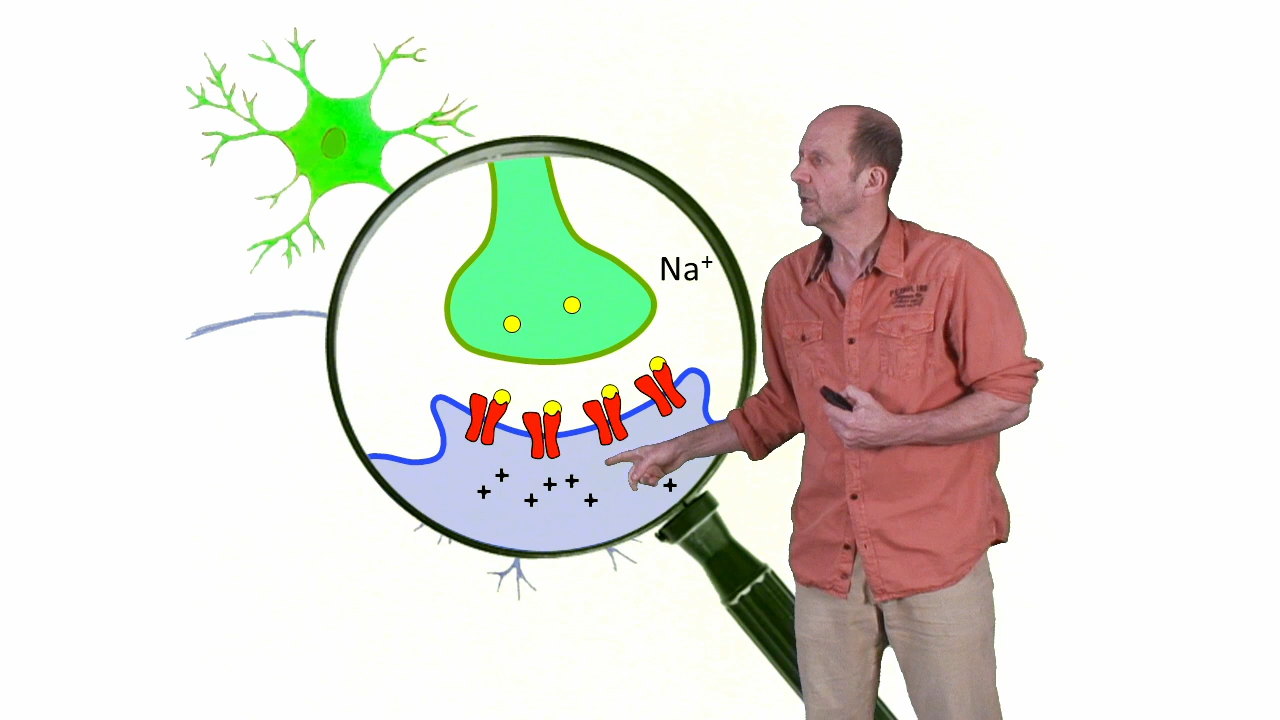 Na⁺
+ + + + + + +